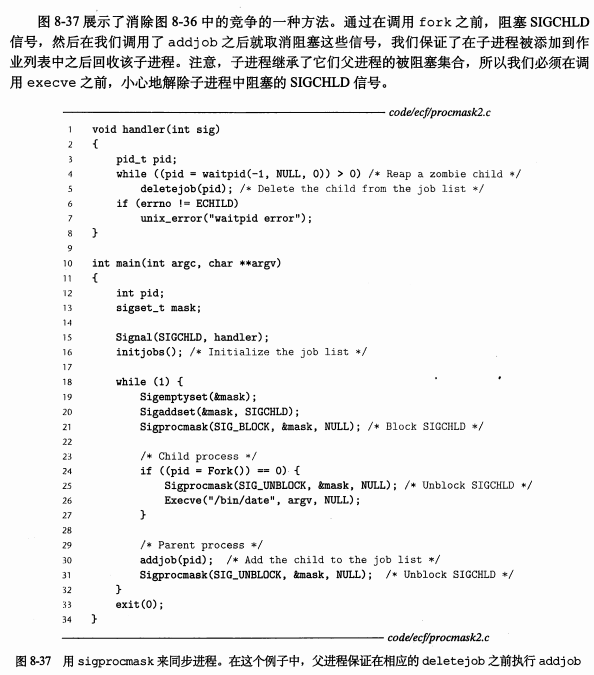 图 8-37 展示了消除图 8-36 中的竞争的一种方法。通过在调用 fork 之前，阻塞 SIGCHLD
信号，然后在我们调用了 addjob 之后就取消阻塞这些信号，我们保证了在子进程被添加到作
业列表中之后回收该子进程。注意，子进程继承了它们父进程的被阻塞集合，所以我们必须在调
用 execve 之前，小心地解除子进程中阻塞的 SIGCHLD 信号。
code/ecf/procmask2.c
1 void handler(int sig)
2 {
3     pid_t pid;
4     while ((pid = waitpid(-1, NULL, 0)) > 0) /* Reap a zombie child */
5         deletejob(pid); /* Delete the child from the job list */
6     if (errno != ECHILD)
7         unix_error("waitpid error");
8 }
9
10 int main(int argc, char **argv)
11 {
12     int pid;
13     sigset_t mask;
14
15     Signal(SIGCHLD, handler);
16     initjobs(); /* Initialize the job list */
17
18     while (1) {
19         Sigemptyset(&mask);
20         Sigaddset(&mask, SIGCHLD);
21         Sigprocmask(SIG_BLOCK, &mask, NULL); /* Block SIGCHLD */
22
23         /* Child process */
24         if ((pid = Fork()) == 0) {
25             Sigprocmask(SIG_UNBLOCK, &mask, NULL); /* Unblock SIGCHLD */
26             Execve("/bin/date", argv, NULL);
27         }
28
29         /* Parent process */
30         addjob(pid);  /* Add the child to the job list */
31         Sigprocmask(SIG_UNBLOCK, &mask, NULL);  /* Unblock SIGCHLD */
32     }
33     exit(0);
34 }
code/ecf/procmask2.c
图 8-37 用 sigprocmask 来同步进程。在这个例子中，父进程保证在相应的 deletejob 之前执行 addjob